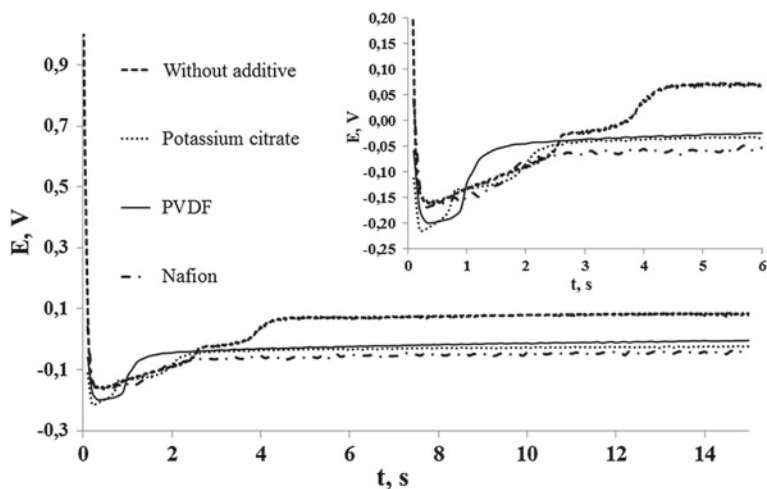 0,9
0,7
0,5
0,3
0,1
-0,1
-0,3
E, V
0 2 4 6 8 10 12 14
t, s
Without additive
Potassium citrate
PVDF
Nafion
0,20
0,15
0,10
0,05
0,00
-0,05
-0,10
-0,15
-0,20
-0,25
E, V
0 1 2 3 4 5 6
t, s